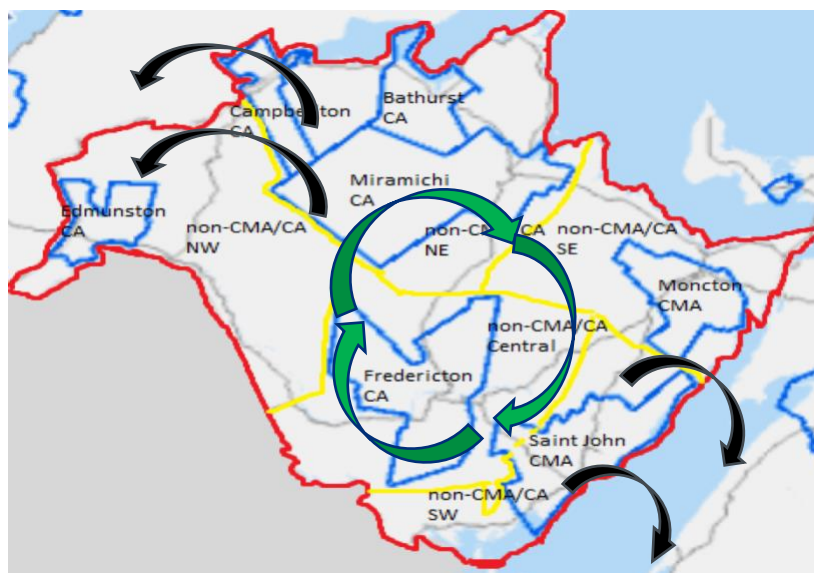 Campbellton
CA
Bathurst
CA
Miramichi
CA
Edmunston
CA
non-CMA/CA
NW
non-CMA/CA
NE
non-CMA/CA
SE
Moncton
CMA
non-CMA/CA
Central
Fredericton
CA
Saint John
CMA
non-CMA/CA
SW